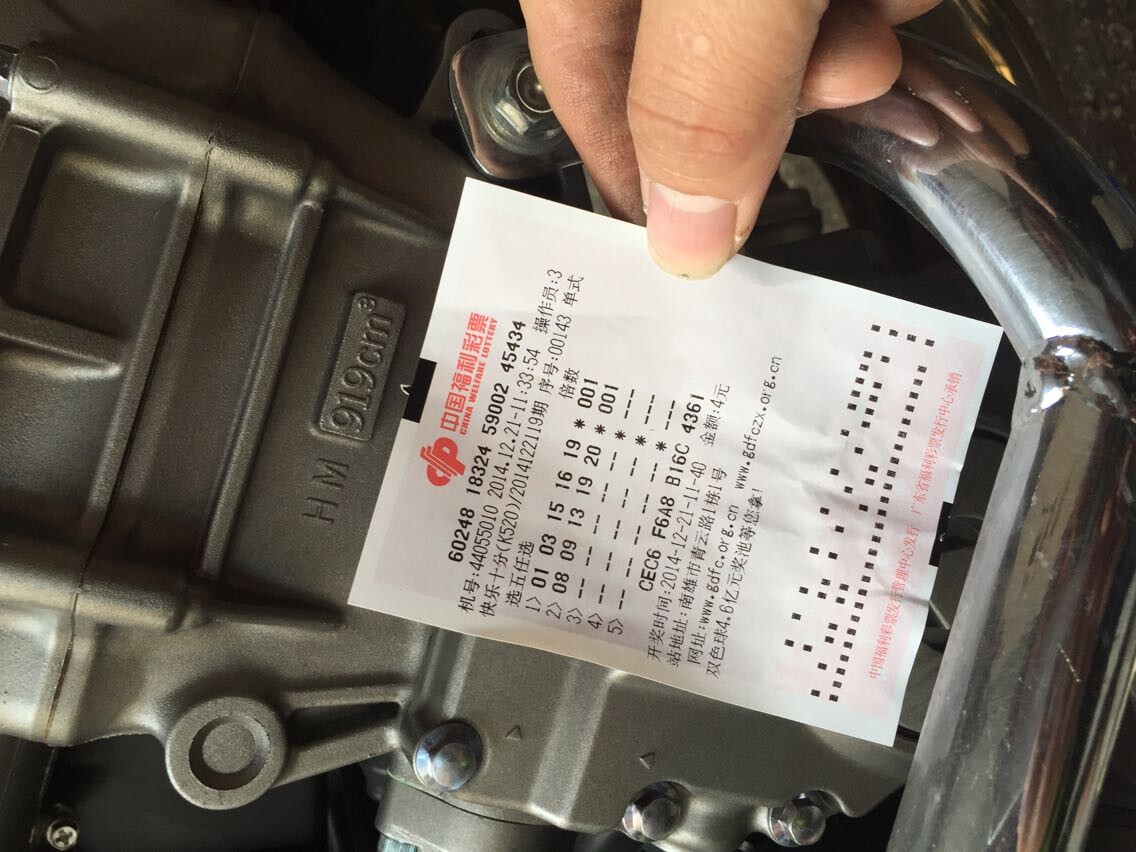 中国福利彩票
CHINA WELFARE LOTTERY
60248 18324 59002 45434
机号:44055010 2014.12.21-11:33:54 操作员:3
快乐十分(K520)/2014122119期 序号:00143 单式
选五任选 倍数
1> 01 03 15 16 19 * 001
2> 08 09 13 19 20 * 001
3> -- -- -- -- -- * ---
4> -- -- -- -- -- * ---
5> -- -- -- -- -- * ---
CEC6 F6A8 B16C 4361
开奖时间:2014-12-21-11-40 金额:4元
站地址:南雄市青云路1栋1号
网址:www.gdfc.org.cn www.gdfczx.org.cn
双色球4.6亿元奖池等您拿!
中国福利彩票发行管理中心发行 广东省福利彩票发行中心承销
919cm³
HM